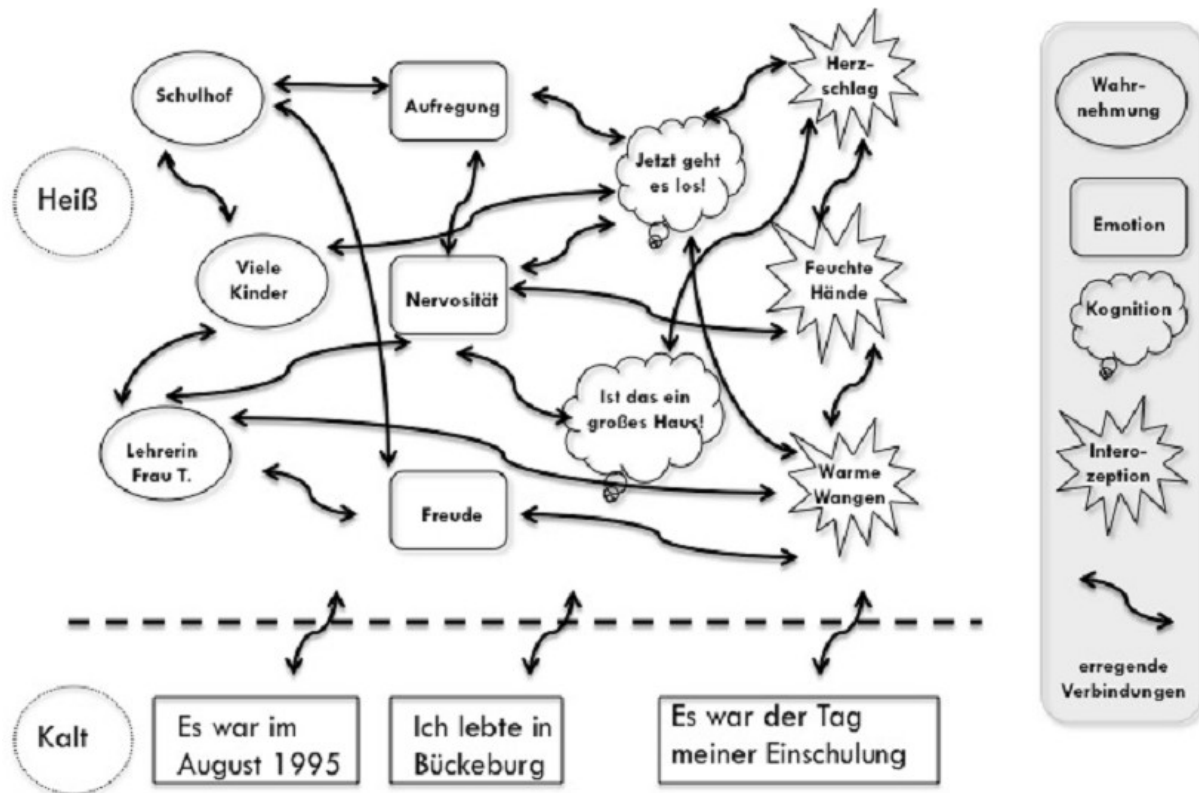 Schulhof
Aufregung
Herz-
schlag
Jetzt geht
es los!
Heiß
Viele
Kinder
Nervosität
Feuchte
Hände
Ist das ein
großes Haus!
Lehrerin
Frau T.
Freude
Warme
Wangen
Kalt
Es war im
August 1995
Ich lebte in
Bückeburg
Es war der Tag
meiner Einschulung
Wahr-
nehmung
Emotion
Kognition
Intero-
zeption
erregende
Verbindungen